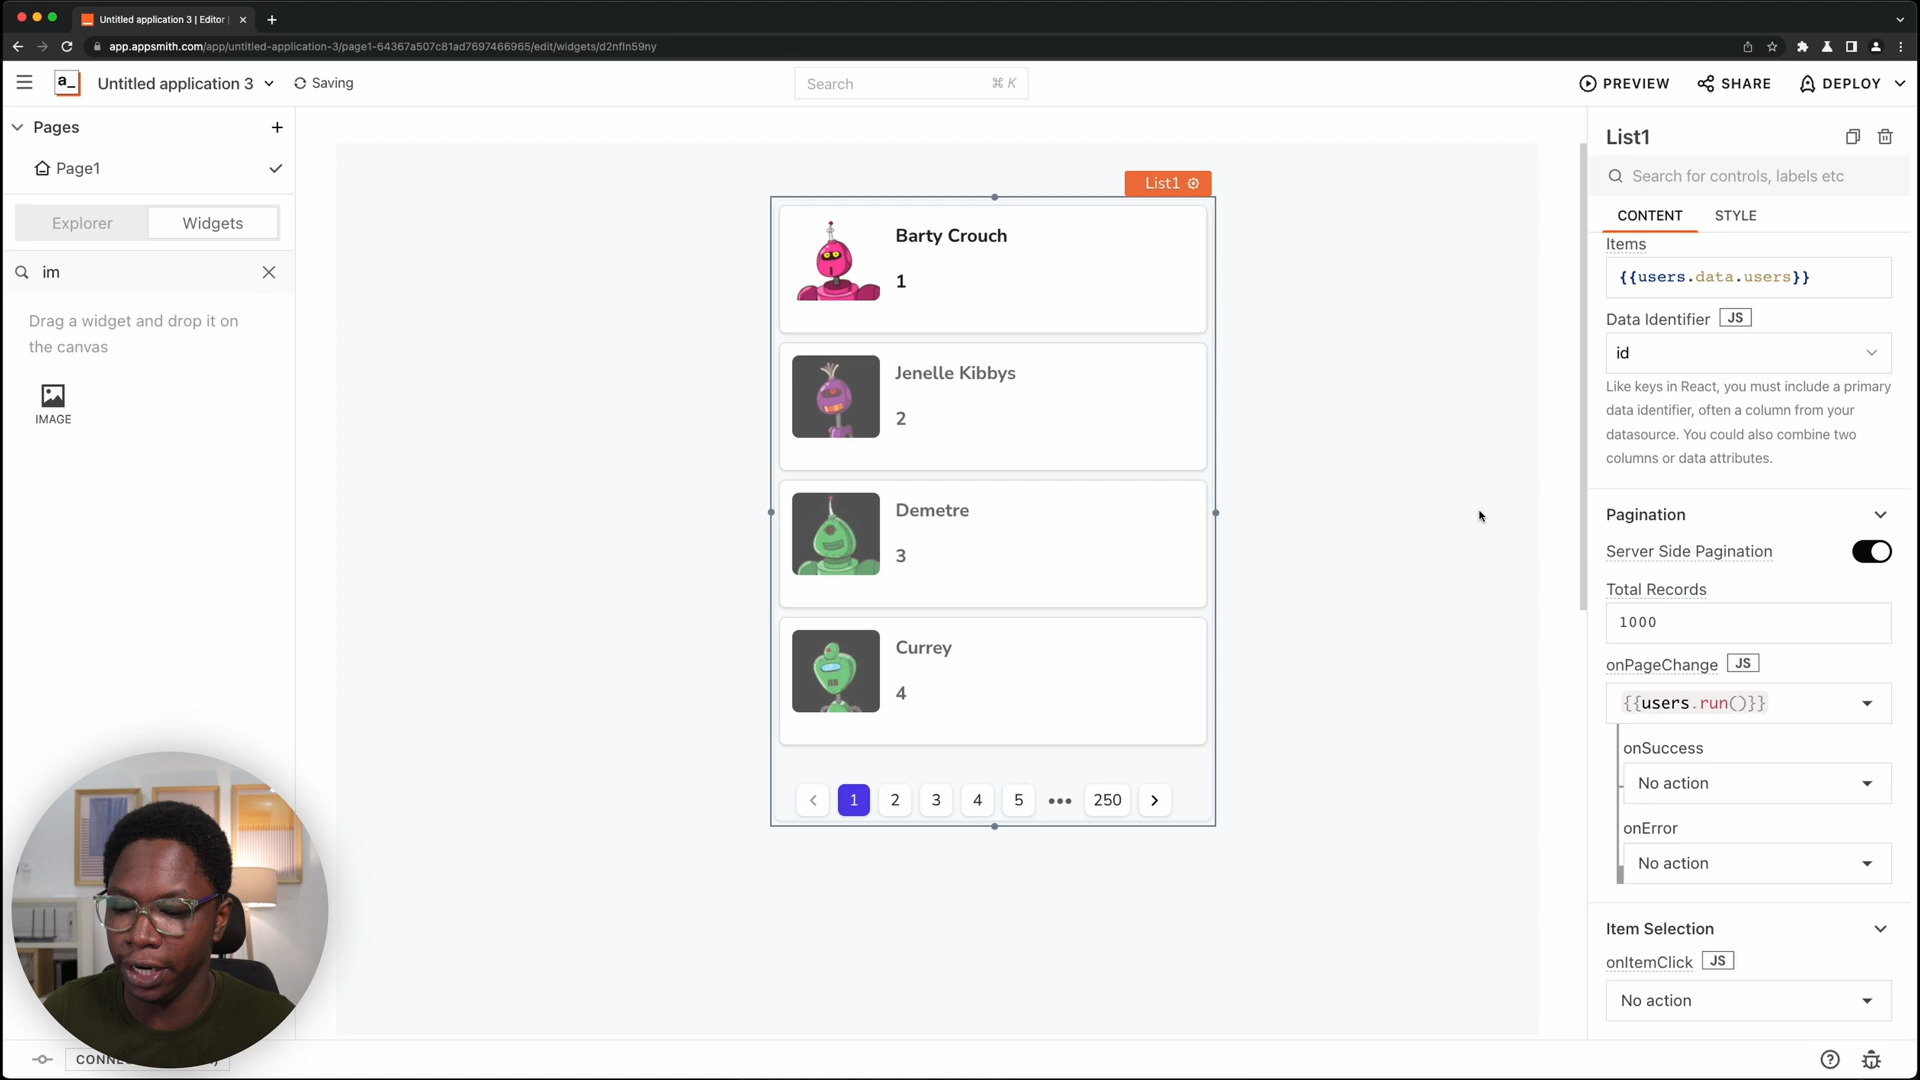 Untitled application 3 | Editor |
app.appsmith.com/app/untitled-application-3/page1-64367a507c81ad7697466965/edit/widgets/d2nfln59ny
a_
Untitled application 3
Saving
Search
⌘ K
PREVIEW
SHARE
DEPLOY
Pages
Page1
Explorer
Widgets
im
Drag a widget and drop it on
the canvas
IMAGE
List1
Barty Crouch
1
Jenelle Kibbys
2
Demetre
3
Currey
4
1 2 3 4 5 ••• 250
List1
Search for controls, labels etc
CONTENT STYLE
Items
{{users.data.users}}
Data Identifier JS
id
Like keys in React, you must include a primary
data identifier, often a column from your
datasource. You could also combine two
columns or data attributes.
Pagination
Server Side Pagination
Total Records
1000
onPageChange JS
{{users.run()}}
onSuccess
No action
onError
No action
Item Selection
onItemClick JS
No action